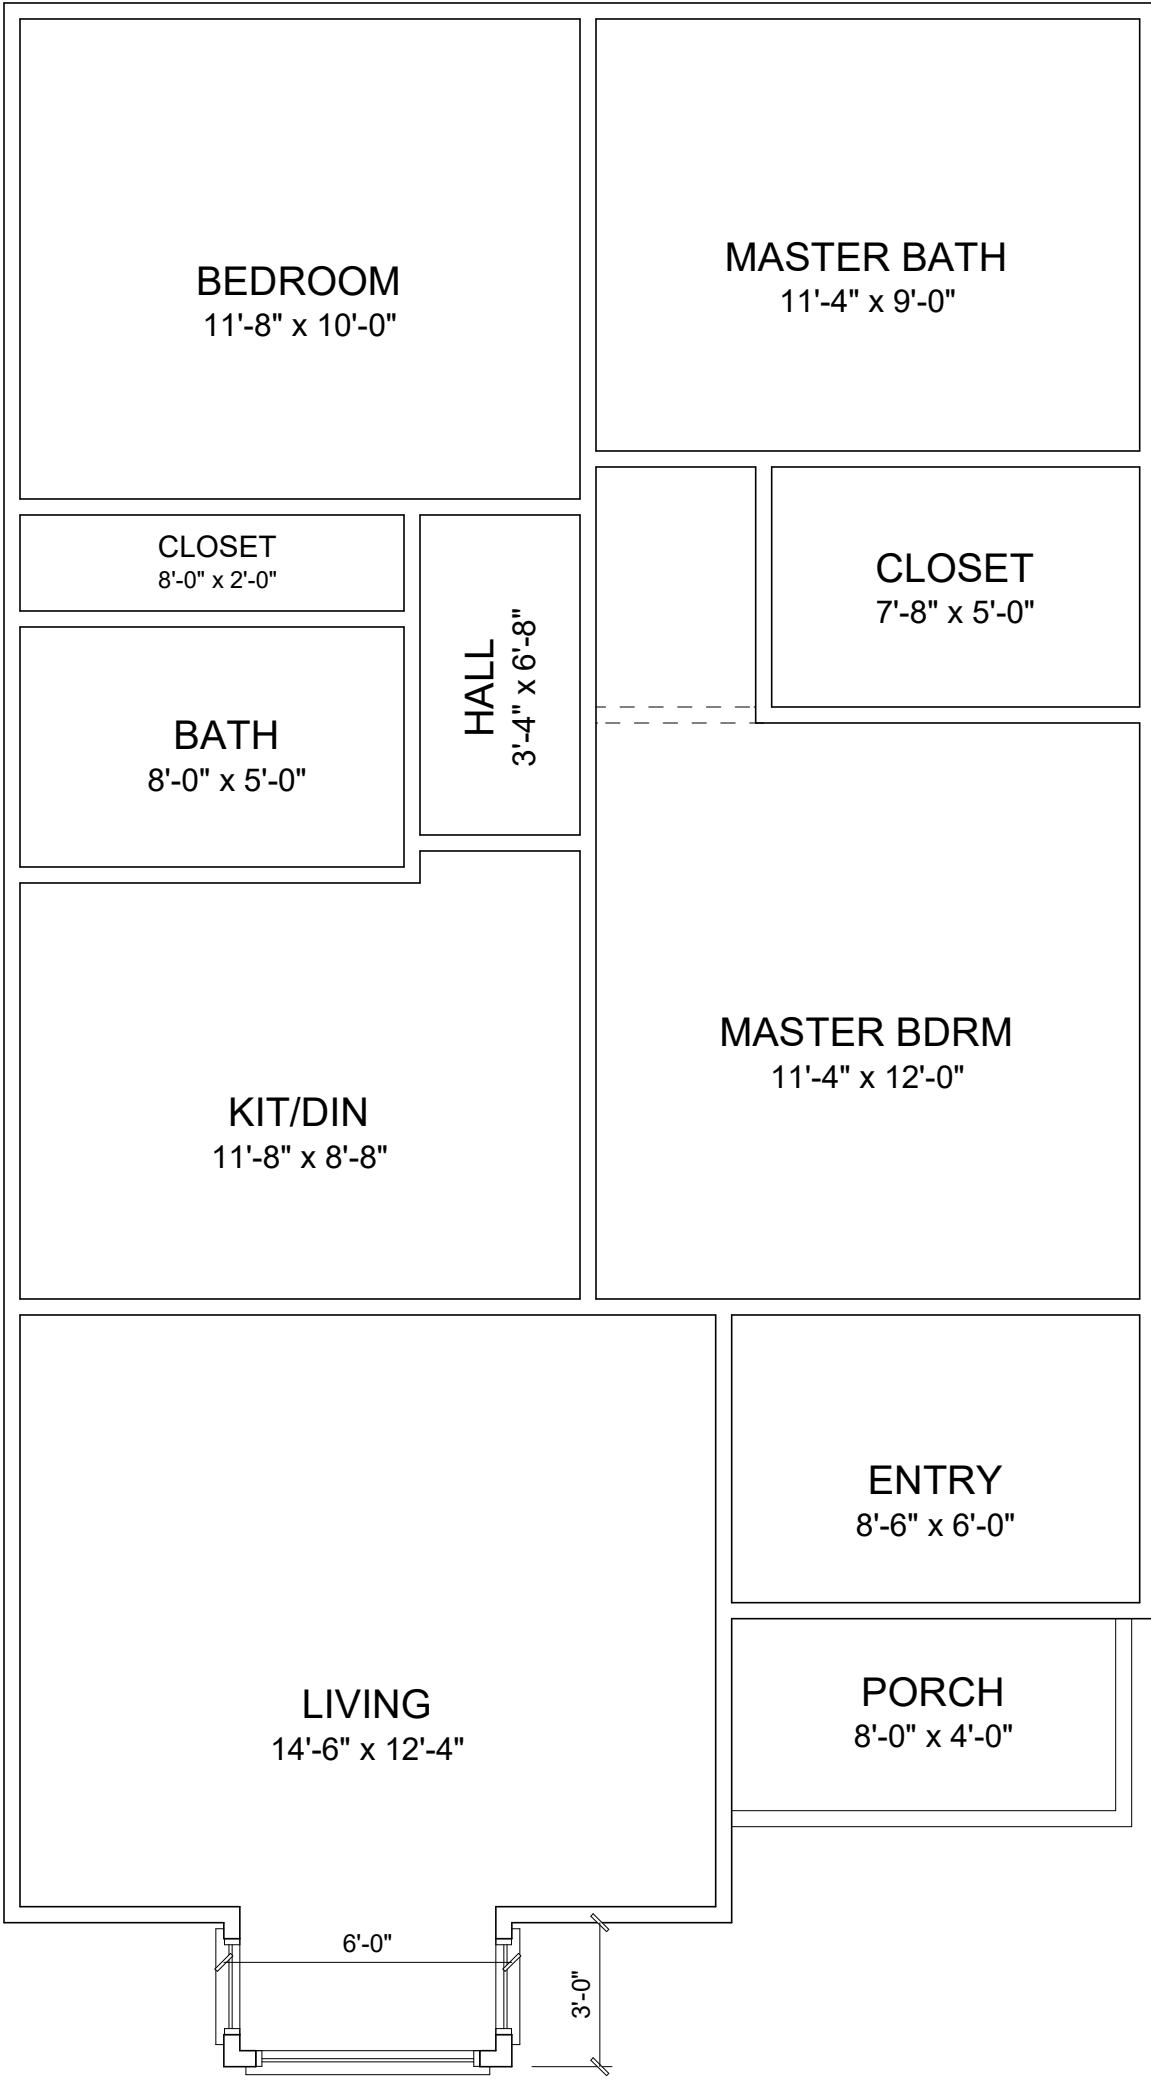 BEDROOM
11'-8" x 10'-0"
MASTER BATH
11'-4" x 9'-0"
CLOSET
8'-0" x 2'-0"
HALL
3'-4" x 6'-8"
CLOSET
7'-8" x 5'-0"
BATH
8'-0" x 5'-0"
MASTER BDRM
11'-4" x 12'-0"
KIT/DIN
11'-8" x 8'-8"
ENTRY
8'-6" x 6'-0"
LIVING
14'-6" x 12'-4"
PORCH
8'-0" x 4'-0"
6'-0"
3'-0"